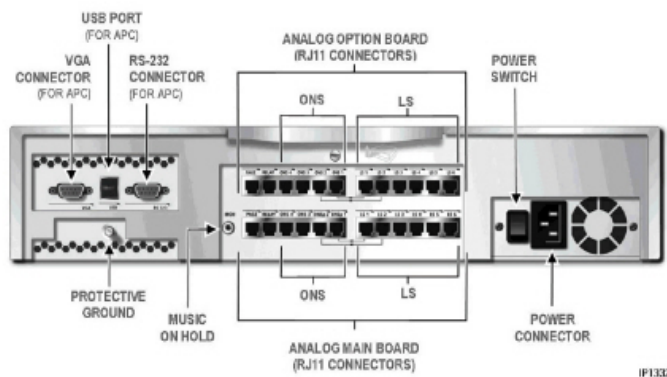 USB PORT
(FOR APC)
VGA
CONNECTOR
(FOR APC)
RS-232
CONNECTOR
(FOR APC)
ANALOG OPTION BOARD
(RJ11 CONNECTORS)
ONS
LS
POWER
SWITCH
PROTECTIVE
GROUND
MUSIC
ON HOLD
ONS
LS
ANALOG MAIN BOARD
(RJ11 CONNECTORS)
POWER
CONNECTOR